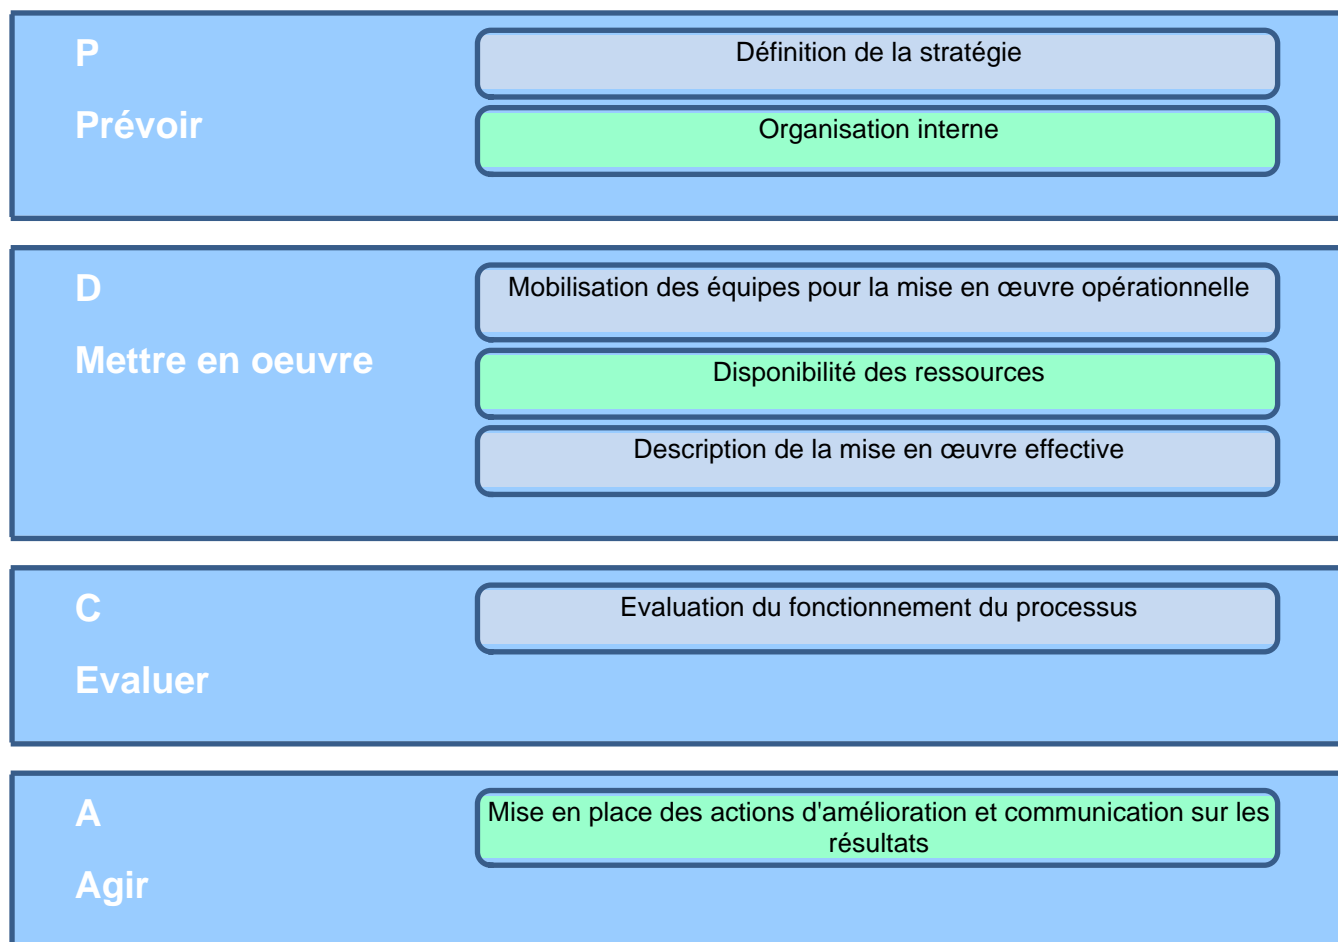 P
Prévoir
Définition de la stratégie
Organisation interne
D
Mettre en oeuvre
Mobilisation des équipes pour la mise en œuvre opérationnelle
Disponibilité des ressources
Description de la mise en œuvre effective
C
Evaluer
Evaluation du fonctionnement du processus
A
Agir
Mise en place des actions d'amélioration et communication sur les
résultats